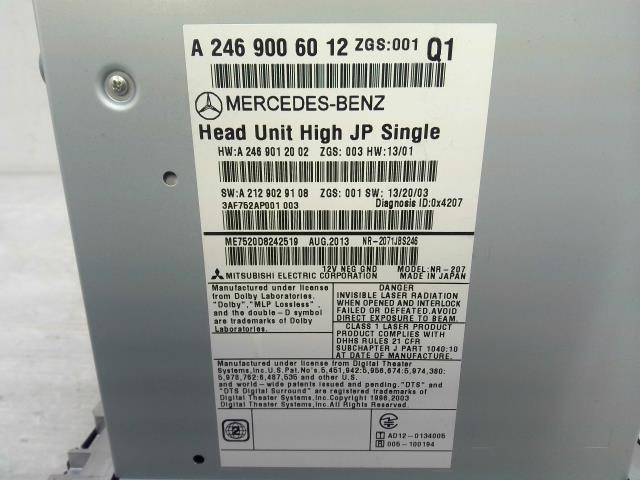 A 246 900 60 12 ZGS:001 Q1
MERCEDES-BENZ
Head Unit High JP Single
HW:A 246 901 20 02 ZGS: 003 HW:13/01
SW:A 212 902 91 08 ZGS: 001 SW: 13/20/03
3AF752AP001 003 Diagnosis ID:0x4207
ME7520D8242519 AUG.2013 NR-2071JBS246
12V NEG GND MODEL:NR-207
MITSUBISHI ELECTRIC CORPORATION MADE IN JAPAN
Manufactured under license
from Dolby Laboratories.
"Dolby","MLP Lossless",
and the double-D symbol
are trademarks of Dolby
Laboratories.
DANGER
INVISIBLE LASER RADIATION
WHEN OPENED AND INTERLOCK
FAILED OR DEFEATED.AVOID
DIRECT EXPOSURE TO BEAM.
CLASS 1 LASER PRODUCT
PRODUCT COMPLIES WITH
DHHS RULES 21 CFR
SUBCHAPTER J PART 1040:10
AT DATE OF MANUFACTURE.
Manufactured under license from Digital Theater
Systems,Inc.U.S.Pat.No's.5,451,942;5,956,674;5,974,380;
5,978,762;6,487,535 and other U.S.
and world-wide patents issued and pending."DTS" and
"DTS Digital Surround" are registered trademarks of
Digital Theater Systems,Inc.Copyright 1996,2003
Digital Theater Systems,Inc.All Rights Reserved.
2
I AD12-0134005
R 005-100194